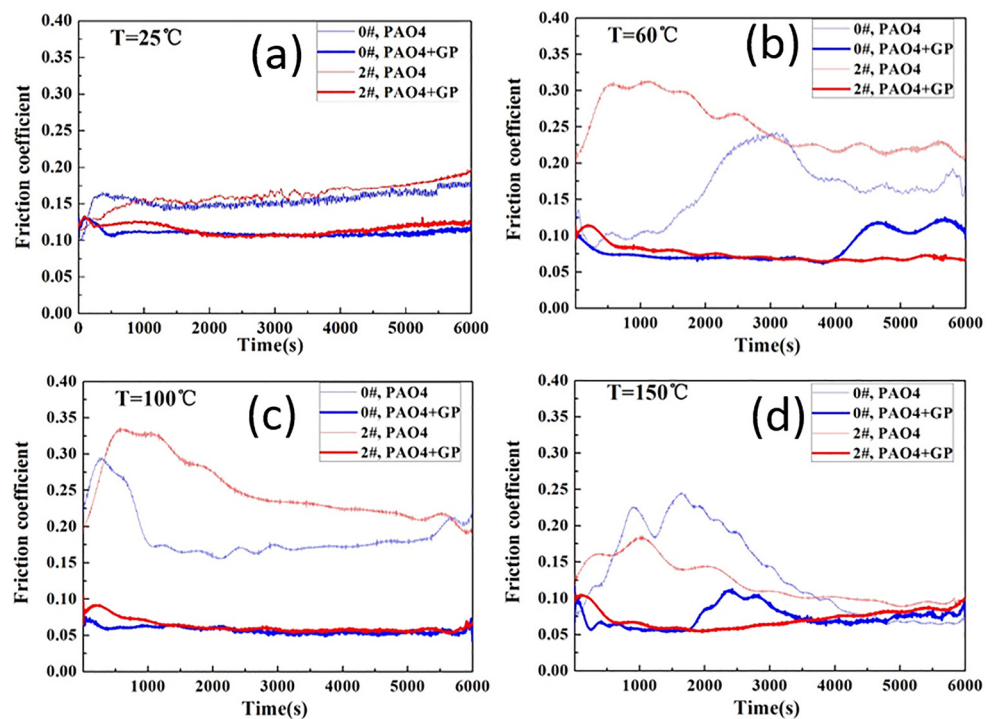 T=25℃
(a)
0#, PAO4
0#, PAO4+GP
2#, PAO4
2#, PAO4+GP
Friction coefficient
0.40
0.35
0.30
0.25
0.20
0.15
0.10
0.05
0.00
0 1000 2000 3000 4000 5000 6000
Time(s)
T=60℃
(b)
0#, PAO4
0#, PAO4+GP
2#, PAO4
2#, PAO4+GP
Friction coefficient
0.40
0.35
0.30
0.25
0.20
0.15
0.10
0.05
0.00
1000 2000 3000 4000 5000 6000
Time(s)
T=100℃
(c)
0#, PAO4
0#, PAO4+GP
2#, PAO4
2#, PAO4+GP
Friction coefficient
0.40
0.35
0.30
0.25
0.20
0.15
0.10
0.05
0.00
1000 2000 3000 4000 5000 6000
Time(s)
T=150℃
(d)
0#, PAO4
0#, PAO4+GP
2#, PAO4
2#, PAO4+GP
Friction coefficient
0.40
0.35
0.30
0.25
0.20
0.15
0.10
0.05
0.00
1000 2000 3000 4000 5000 6000
Time(s)